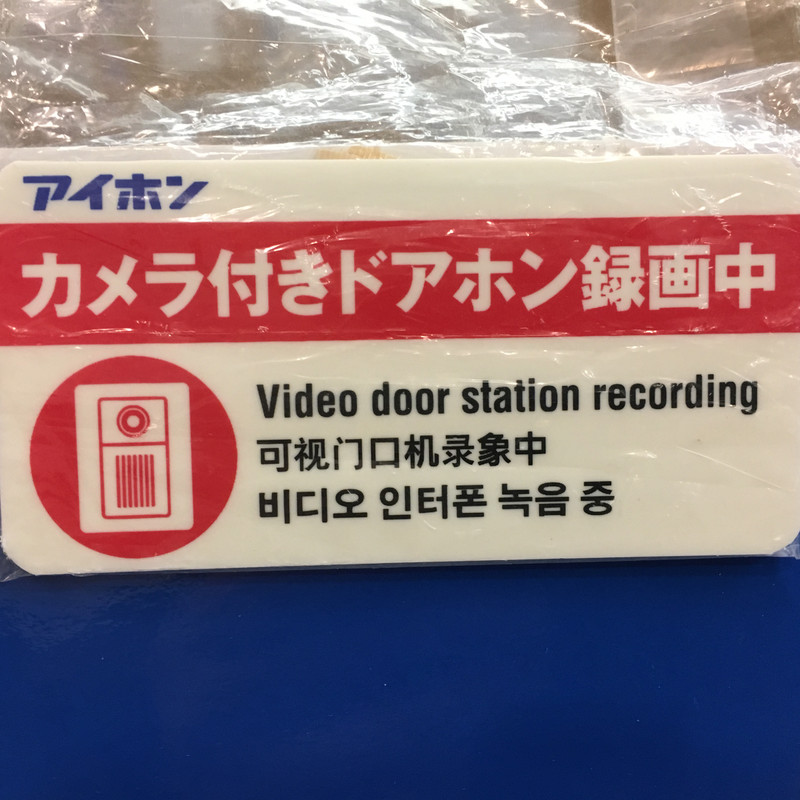 アイホン
カメラ付きドアホン録画中
Video door station recording
可视门口机录象中
비디오 인터폰 녹음 중